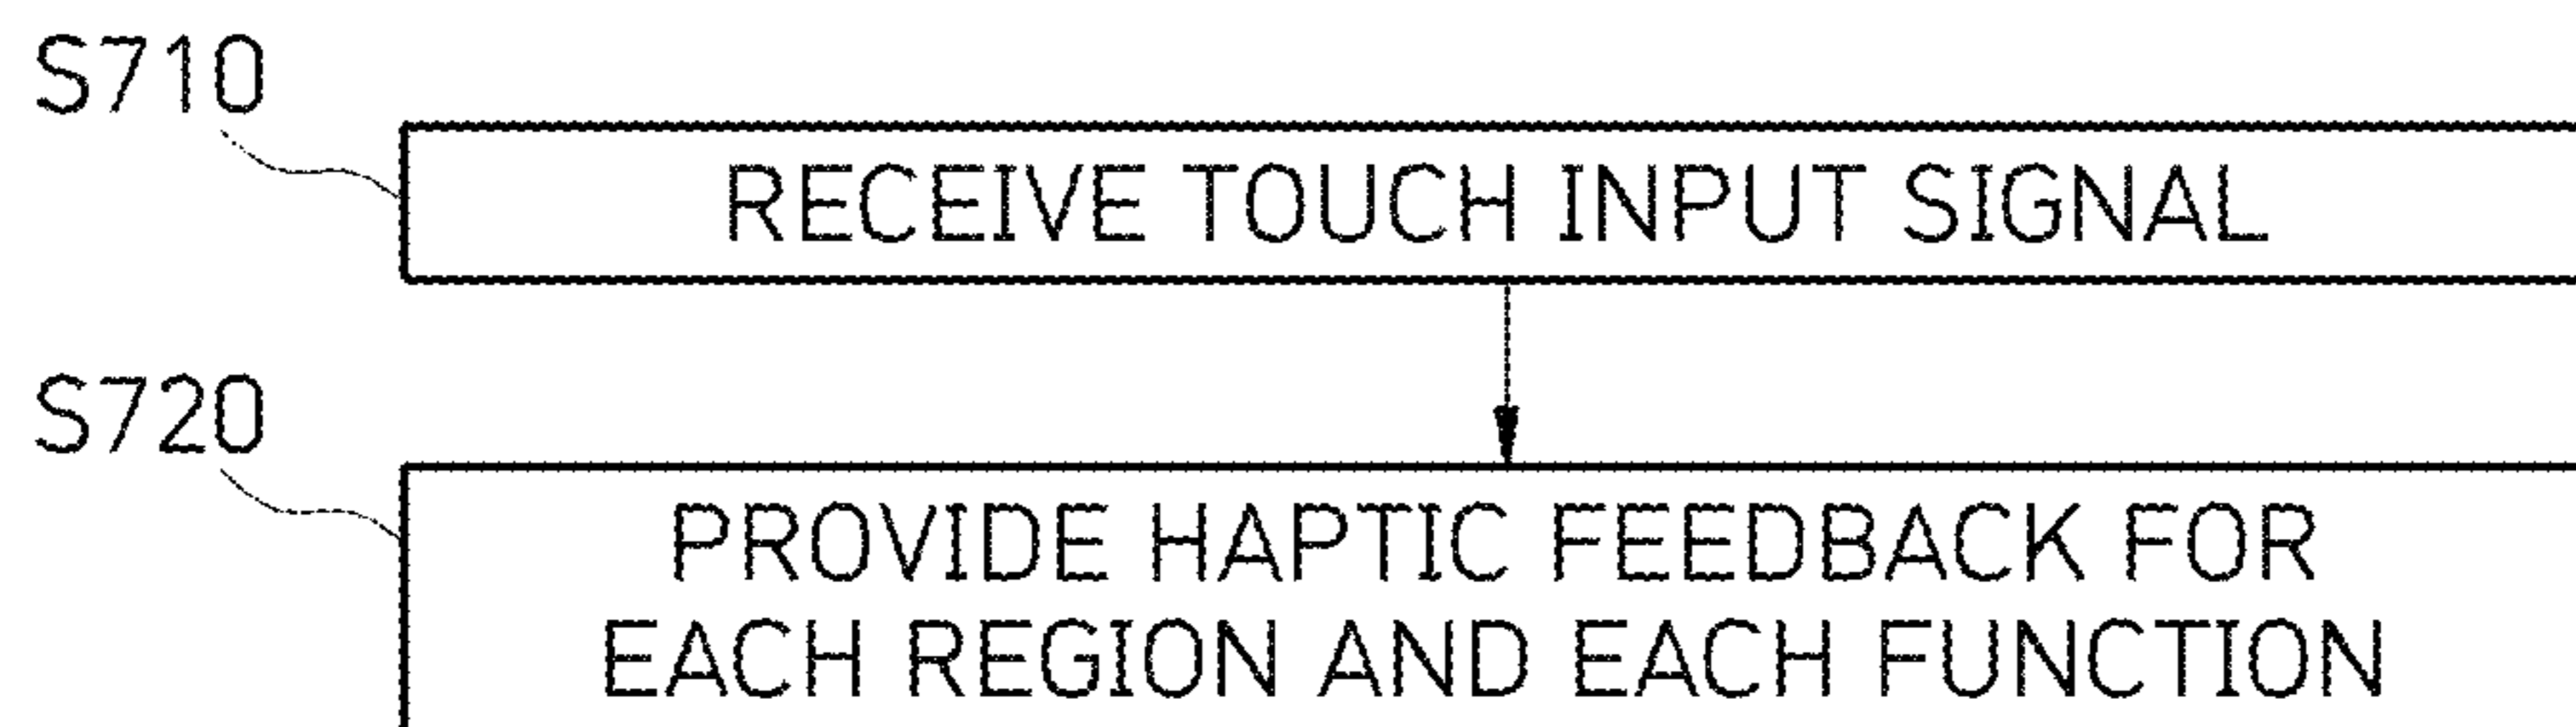 S710
RECEIVE TOUCH INPUT SIGNAL
S720
PROVIDE HAPTIC FEEDBACK FOR
EACH REGION AND EACH FUNCTION